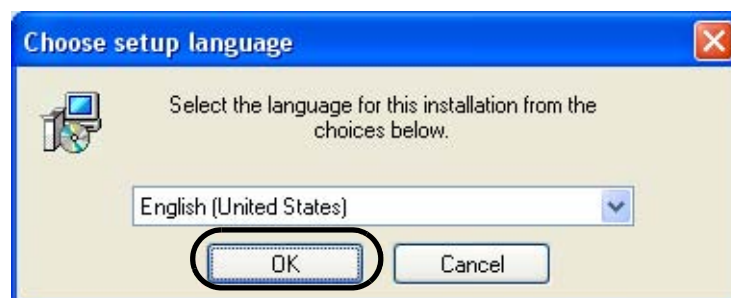 Choose setup language
Select the language for this installation from the
choices below.
English (United States)
OK
Cancel